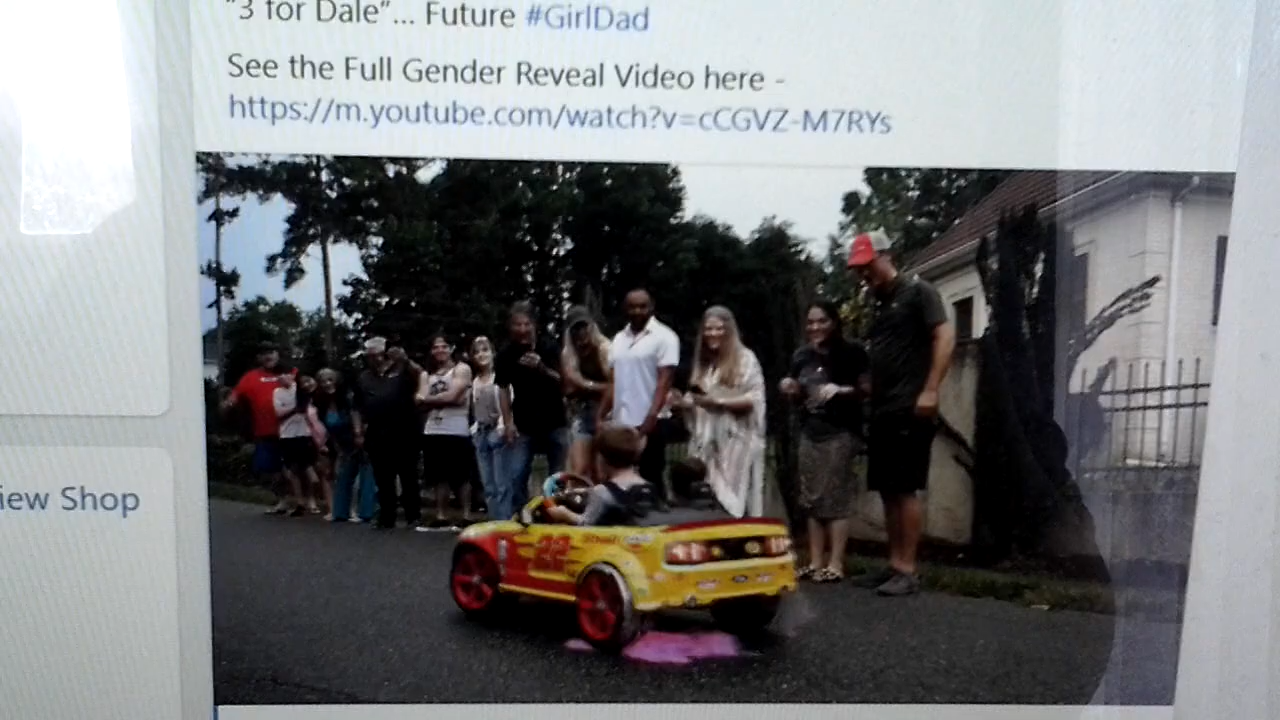 "3 for Dale"... Future #GirlDad
See the Full Gender Reveal Video here -
https://m.youtube.com/watch?v=cCGVZ-M7RYs
iew Shop
22